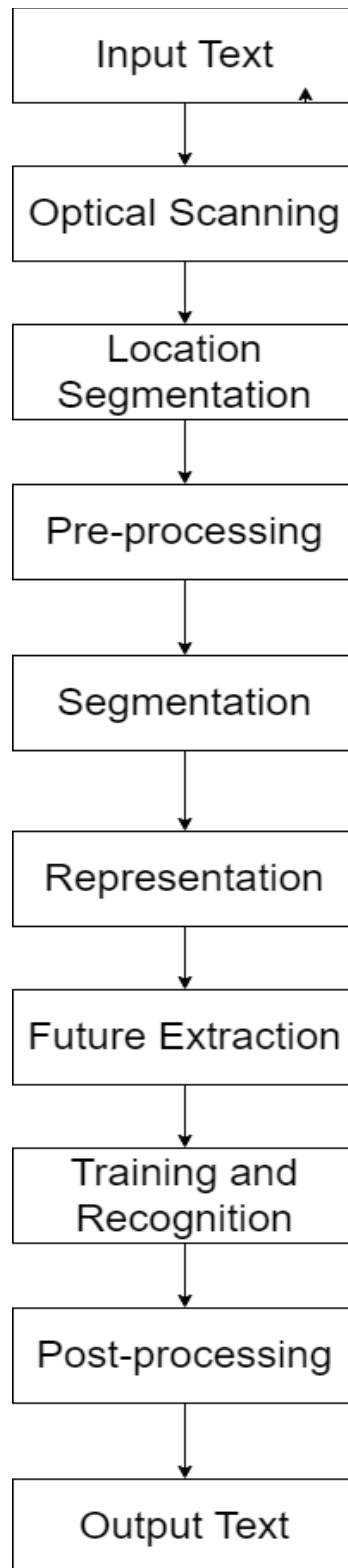 Input Text
Optical Scanning
Location
Segmentation
Pre-processing
Segmentation
Representation
Future Extraction
Training and
Recognition
Post-processing
Output Text